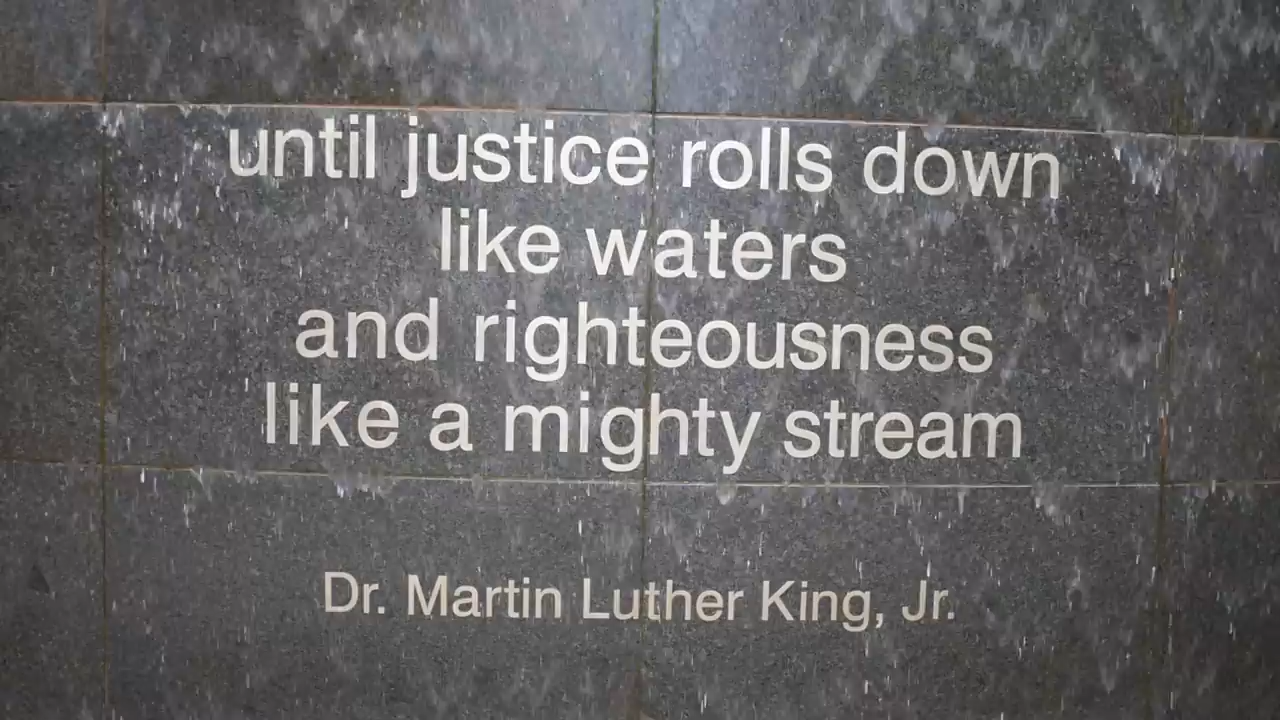 until justice rolls down
like waters
and righteousness
like a mighty stream
Dr. Martin Luther King, Jr.